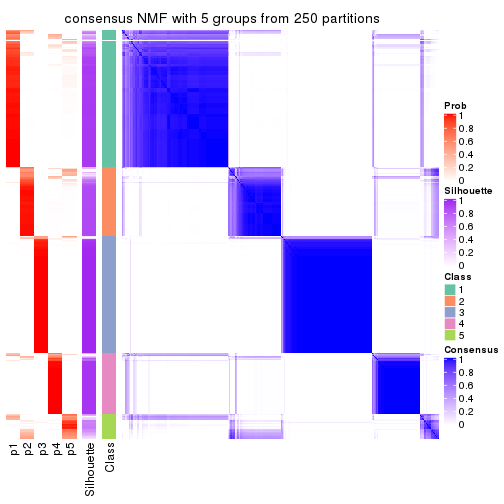 consensus NMF with 5 groups from 250 partitions
Prob
1
0.8
0.6
0.4
0.2
0
Silhouette
1
0.8
0.6
0.4
0.2
0
Class
1
2
3
4
5
Consensus
1
0.8
0.6
0.4
0.2
0
p1
p2
p3
p4
p5
Silhouette
Class